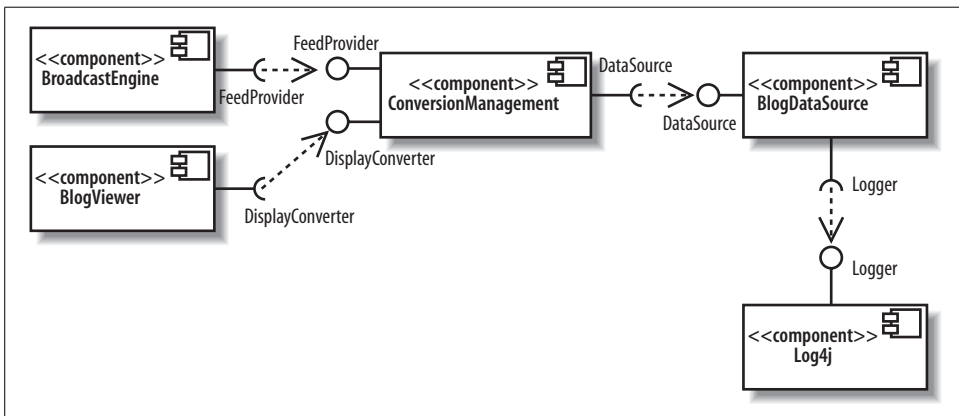 <<component>>
BroadcastEngine
FeedProvider
FeedProvider
<<component>>
ConversionManagement
DataSource
DataSource
<<component>>
BlogDataSource
<<component>>
BlogViewer
DisplayConverter
DisplayConverter
Logger
Logger
<<component>>
Log4j